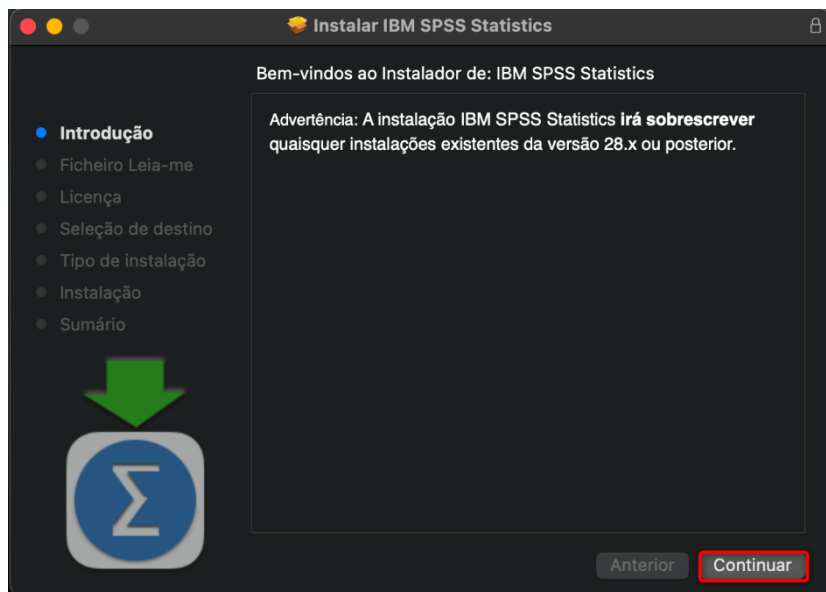 Instalar IBM SPSS Statistics
Bem-vindos ao Instalador de: IBM SPSS Statistics
Introdução
Ficheiro Leia-me
Licença
Seleção de destino
Tipo de instalação
Instalação
Sumário
Advertência: A instalação IBM SPSS Statistics irá sobrescrever
quaisquer instalações existentes da versão 28.x ou posterior.
Σ
Anterior
Continuar